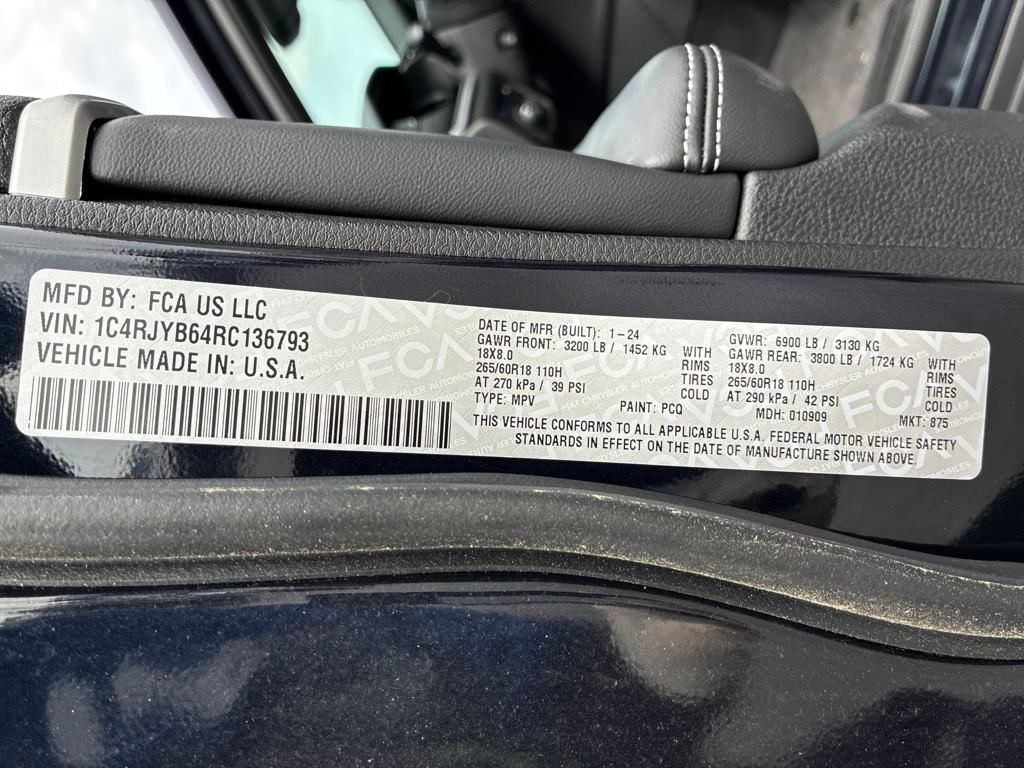 MFD BY: FCA US LLC
VIN: 1C4RJYB64RC136793
VEHICLE MADE IN: U.S.A.
DATE OF MFR (BUILT): 1-24
GAWR FRONT: 3200 LB / 1452 KG WITH
18X8.0 RIMS
265/60R18 110H TIRES
AT 270 kPa / 39 PSI COLD
TYPE: MPV PAINT: PCQ
GVWR: 6900 LB / 3130 KG
GAWR REAR: 3800 LB / 1724 KG WITH
18X8.0 RIMS
265/60R18 110H TIRES
AT 290 kPa / 42 PSI COLD
MDH: 010909 MKT: 875
THIS VEHICLE CONFORMS TO ALL APPLICABLE U.S.A. FEDERAL MOTOR VEHICLE SAFETY
STANDARDS IN EFFECT ON THE DATE OF MANUFACTURE SHOWN ABOVE.